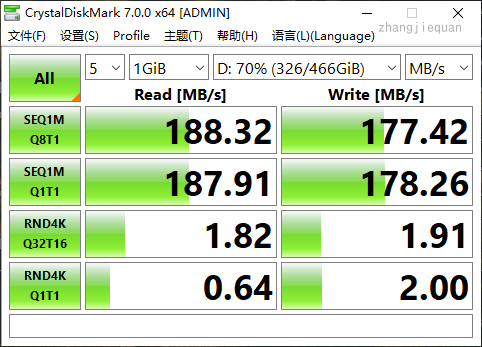 CrystalDiskMark 7.0.0 x64 [ADMIN]
zhangjiequan
文件(F) 设置(S) Profile 主题(T) 帮助(H) 语言(L)(Language)
All 5 1GiB D: 70% (326/466GiB) MB/s
Read [MB/s] Write [MB/s]
SEQ1M
Q8T1 188.32 177.42
SEQ1M
Q1T1 187.91 178.26
RND4K
Q32T16 1.82 1.91
RND4K
Q1T1 0.64 2.00